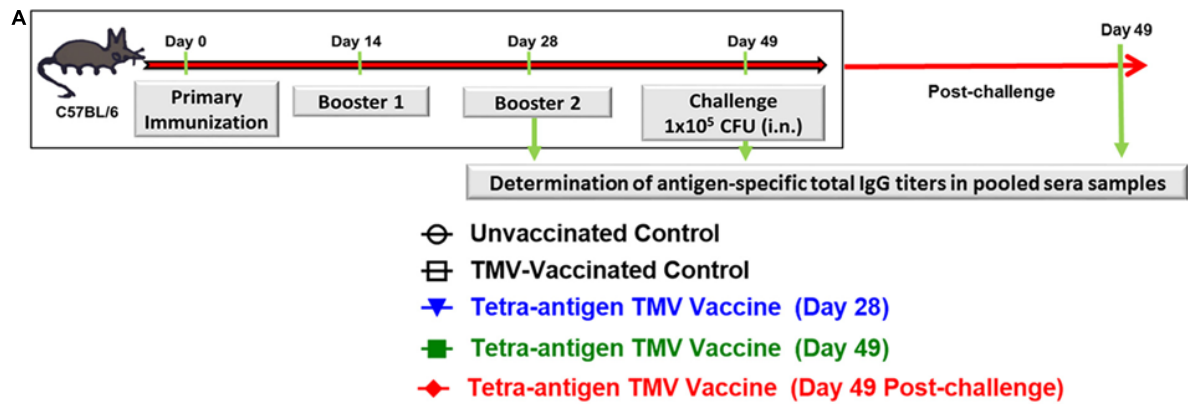 A
Day 0
Day 14
Day 28
Day 49
Day 49
C57BL/6
Primary
Immunization
Booster 1
Booster 2
Challenge
1x10⁵ CFU (i.n.)
Post-challenge
Determination of antigen-specific total IgG titers in pooled sera samples
Unvaccinated Control
TMV-Vaccinated Control
Tetra-antigen TMV Vaccine (Day 28)
Tetra-antigen TMV Vaccine (Day 49)
Tetra-antigen TMV Vaccine (Day 49 Post-challenge)